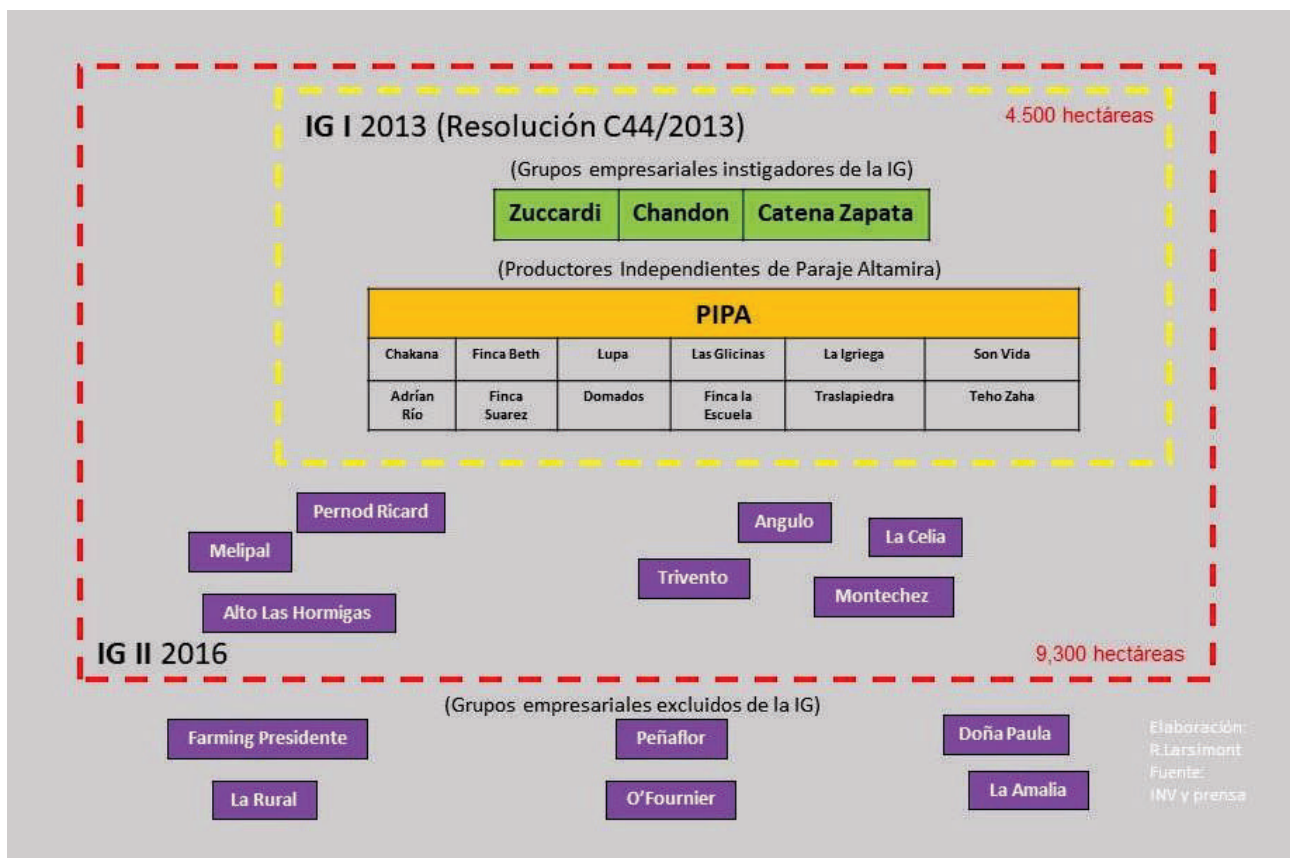 IG I 2013 (Resolución C44/2013)
4.500 hectáreas
(Grupos empresariales instigadores de la IG)
Zuccardi Chandon Catena Zapata
(Productores Independientes de Paraje Altamira)
PIPA
Chakana Finca Beth Lupa Las Glicinas La Igriega Son Vida
Adrían Río Finca Suarez Domados Finca la Escuela Traslapiedra Teho Zaha
Pernod Ricard
Angulo
La Celia
Melipal
Trivento
Montechez
Alto Las Hormigas
IG II 2016
9,300 hectáreas
(Grupos empresariales excluidos de la IG)
Farming Presidente
Peñaflor
Doña Paula
La Rural
O'Fournier
La Amalia
Elaboración:
R.Larsimont
Fuente:
INV y prensa